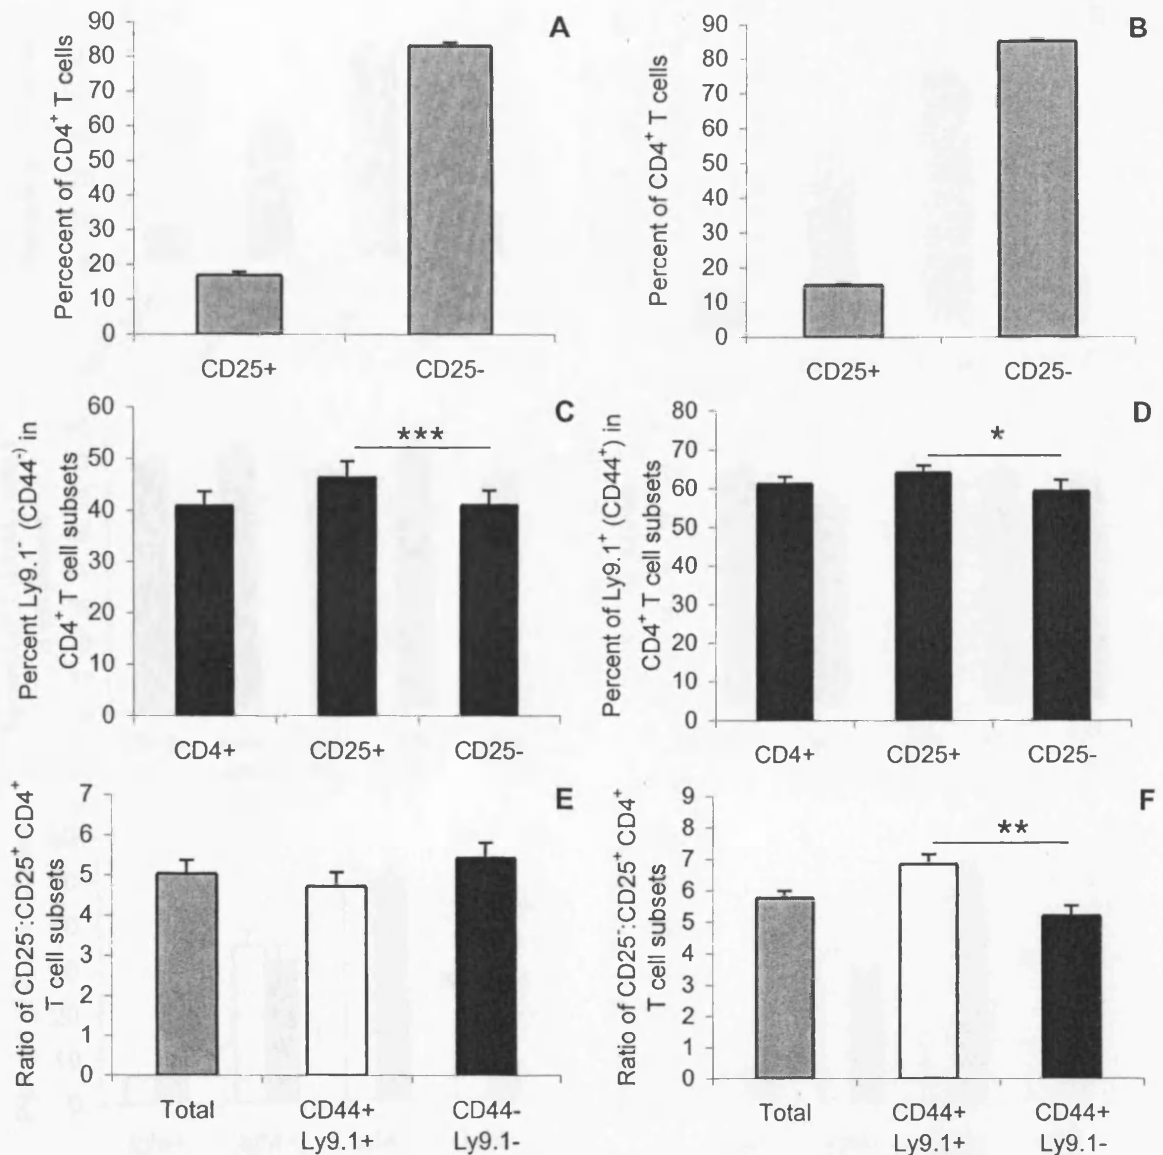 A
Percecent of CD4⁺ T cells
90
80
70
60
50
40
30
20
10
0
CD25+
CD25-
B
Percent of CD4⁺ T cells
90
80
70
60
50
40
30
20
10
0
CD25+
CD25-
C
Percent Ly9.1⁻ (CD44⁻) in
CD4⁺ T cell subsets
60
50
40
30
20
10
0
***
CD4+
CD25+
CD25-
D
Percent of Ly9.1⁺ (CD44⁺) in
CD4⁺ T cell subsets
80
70
60
50
40
30
20
10
0
*
CD4+
CD25+
CD25-
E
Ratio of CD25⁻:CD25⁺ CD4⁺
T cell subsets
7
6
5
4
3
2
1
0
Total
CD44+
Ly9.1+
CD44-
Ly9.1-
F
Ratio of CD25⁻:CD25⁺ CD4⁺
T cell subsets
9
8
7
6
5
4
3
2
1
0
**
Total
CD44+
Ly9.1+
CD44+
Ly9.1-